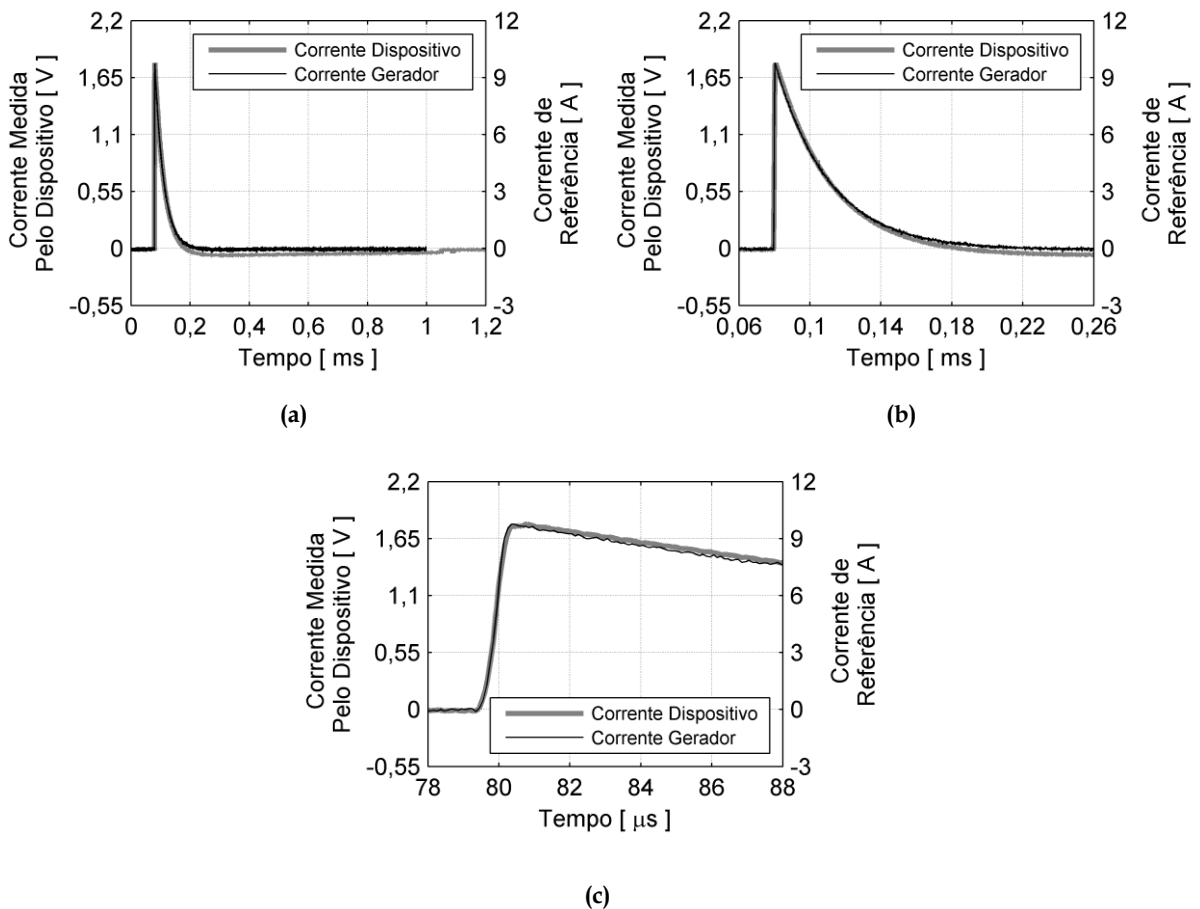 2,2
1,65
1,1
0,55
0
-0,55
Corrente Medida
Pelo Dispositivo [ V ]
12
9
6
3
0
-3
Corrente de
Referência [ A ]
Corrente Dispositivo
Corrente Gerador
0 0,2 0,4 0,6 0,8 1 1,2
Tempo [ ms ]
(a)
2,2
1,65
1,1
0,55
0
-0,55
Corrente Medida
Pelo Dispositivo [ V ]
12
9
6
3
0
-3
Corrente de
Referência [ A ]
Corrente Dispositivo
Corrente Gerador
0,06 0,1 0,14 0,18 0,22 0,26
Tempo [ ms ]
(b)
2,2
1,65
1,1
0,55
0
-0,55
Corrente Medida
Pelo Dispositivo [ V ]
12
9
6
3
0
-3
Corrente de
Referência [ A ]
Corrente Dispositivo
Corrente Gerador
78 80 82 84 86 88
Tempo [ μs ]
(c)